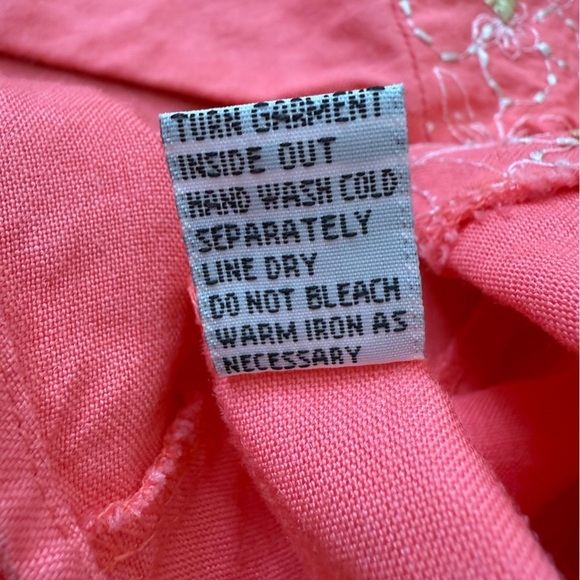 TURN GARMENT
INSIDE OUT
HAND WASH COLD
SEPARATELY
LINE DRY
DO NOT BLEACH
WARM IRON AS
NECESSARY